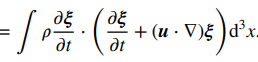 = ∫ ρ ∂ξ/∂t · ( ∂ξ/∂t + (u · ∇)ξ ) d³x.